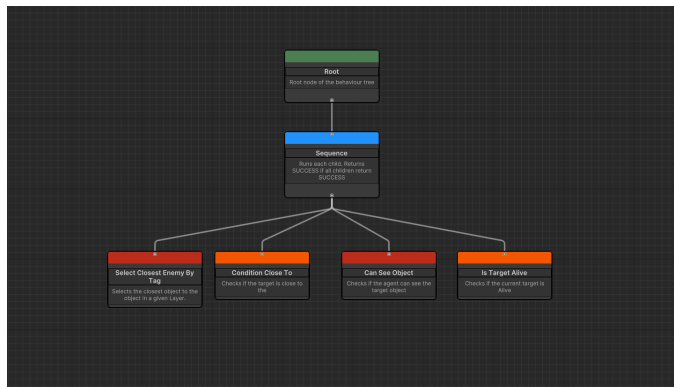 Root
Root node of the behaviour tree
Sequence
Runs each child. Returns
SUCCESS if all children return
SUCCESS
Select Closest Enemy By
Tag
Selects the closest object to the
object in a given Layer.
Condition Close To
Checks if the target is close to
the
Can See Object
Checks if the agent can see the
target object
Is Target Alive
Checks if the current target is
Alive